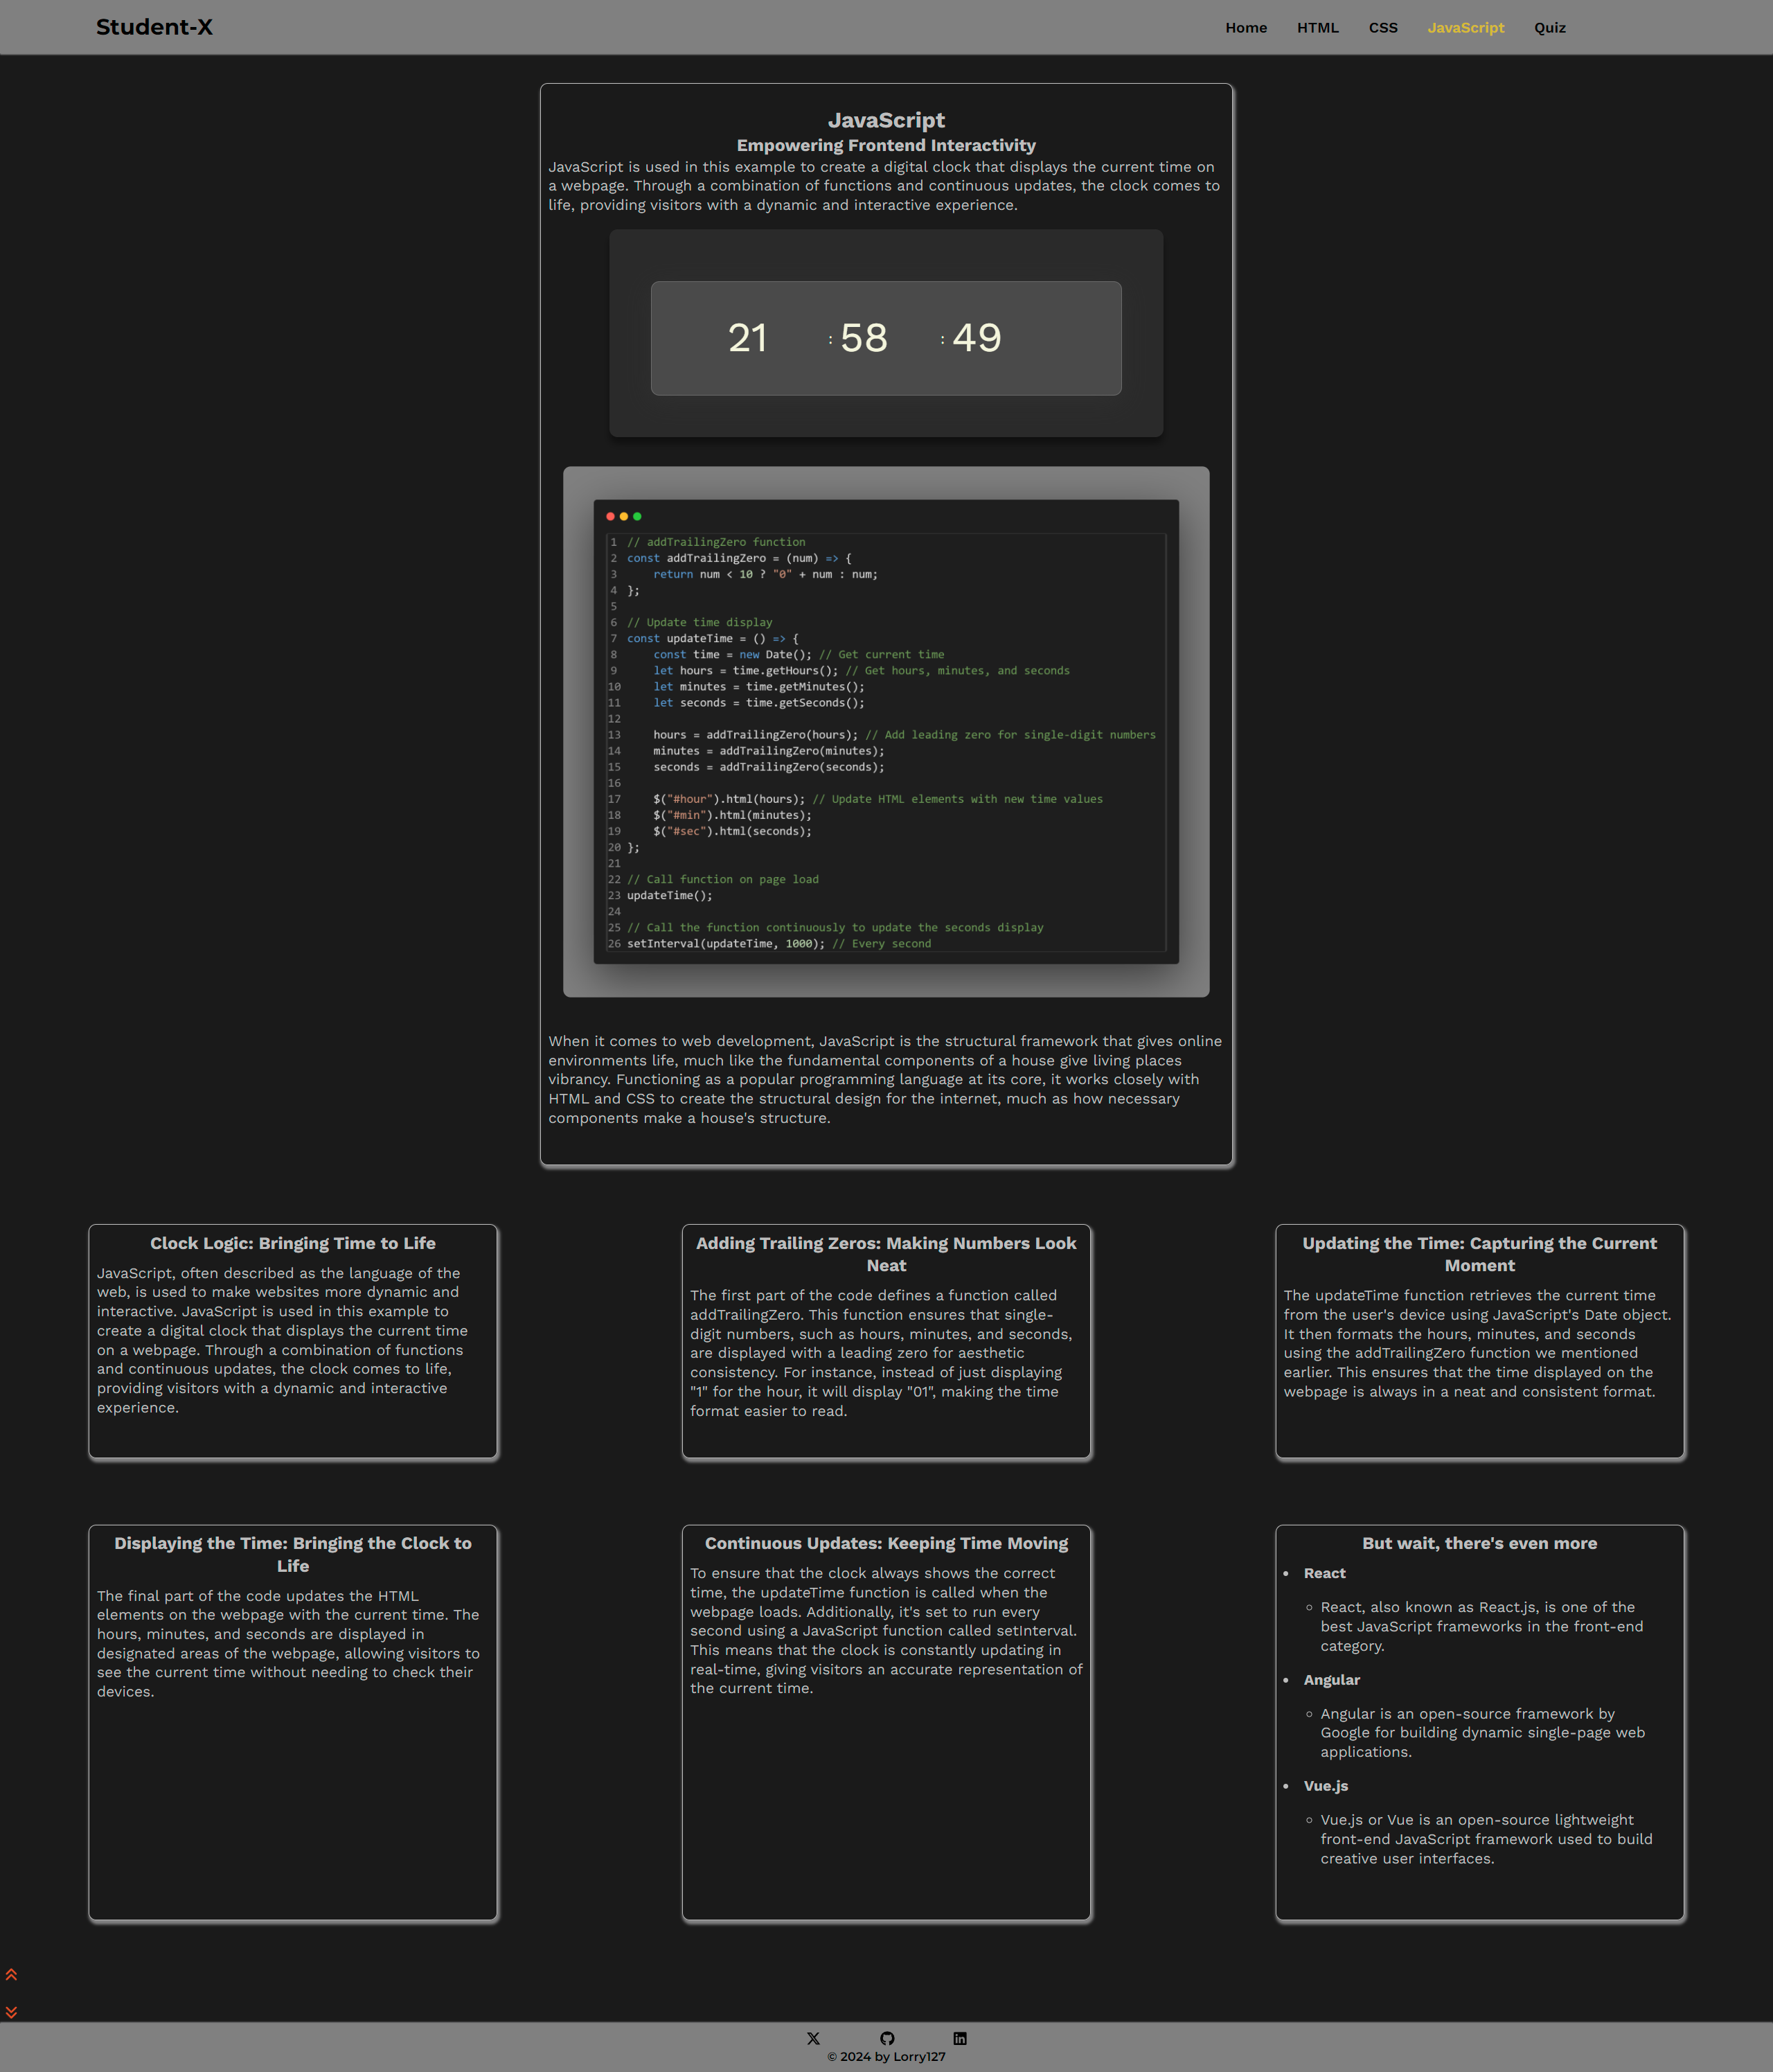 Student-X
Home HTML CSS JavaScript Quiz
JavaScript
Empowering Frontend Interactivity
JavaScript is used in this example to create a digital clock that displays the current time on
a webpage. Through a combination of functions and continuous updates, the clock comes to
life, providing visitors with a dynamic and interactive experience.
21 : 58 : 49
1 // addTrailingZero function
2 const addTrailingZero = (num) => {
3     return num < 10 ? "0" + num : num;
4 };
5
6 // Update time display
7 const updateTime = () => {
8     const time = new Date(); // Get current time
9     let hours = time.getHours(); // Get hours, minutes, and seconds
10     let minutes = time.getMinutes();
11     let seconds = time.getSeconds();
12
13     hours = addTrailingZero(hours); // Add leading zero for single-digit numbers
14     minutes = addTrailingZero(minutes);
15     seconds = addTrailingZero(seconds);
16
17     $("#hour").html(hours); // Update HTML elements with new time values
18     $("#min").html(minutes);
19     $("#sec").html(seconds);
20 };
21
22 // Call function on page load
23 updateTime();
24
25 // Call the function continuously to update the seconds display
26 setInterval(updateTime, 1000); // Every second
When it comes to web development, JavaScript is the structural framework that gives online
environments life, much like the fundamental components of a house give living places
vibrancy. Functioning as a popular programming language at its core, it works closely with
HTML and CSS to create the structural design for the internet, much as how necessary
components make a house's structure.
Clock Logic: Bringing Time to Life
JavaScript, often described as the language of the
web, is used to make websites more dynamic and
interactive. JavaScript is used in this example to
create a digital clock that displays the current time
on a webpage. Through a combination of functions
and continuous updates, the clock comes to life,
providing visitors with a dynamic and interactive
experience.
Adding Trailing Zeros: Making Numbers Look
Neat
The first part of the code defines a function called
addTrailingZero. This function ensures that single-
digit numbers, such as hours, minutes, and seconds,
are displayed with a leading zero for aesthetic
consistency. For instance, instead of just displaying
"1" for the hour, it will display "01", making the time
format easier to read.
Updating the Time: Capturing the Current
Moment
The updateTime function retrieves the current time
from the user's device using JavaScript's Date object.
It then formats the hours, minutes, and seconds
using the addTrailingZero function we mentioned
earlier. This ensures that the time displayed on the
webpage is always in a neat and consistent format.
Displaying the Time: Bringing the Clock to
Life
The final part of the code updates the HTML
elements on the webpage with the current time. The
hours, minutes, and seconds are displayed in
designated areas of the webpage, allowing visitors to
see the current time without needing to check their
devices.
Continuous Updates: Keeping Time Moving
To ensure that the clock always shows the correct
time, the updateTime function is called when the
webpage loads. Additionally, it's set to run every
second using a JavaScript function called setInterval.
This means that the clock is constantly updating in
real-time, giving visitors an accurate representation of
the current time.
But wait, there's even more
• React
◦ React, also known as React.js, is one of the
best JavaScript frameworks in the front-end
category.
• Angular
◦ Angular is an open-source framework by
Google for building dynamic single-page web
applications.
• Vue.js
◦ Vue.js or Vue is an open-source lightweight
front-end JavaScript framework used to build
creative user interfaces.
© 2024 by Lorry127